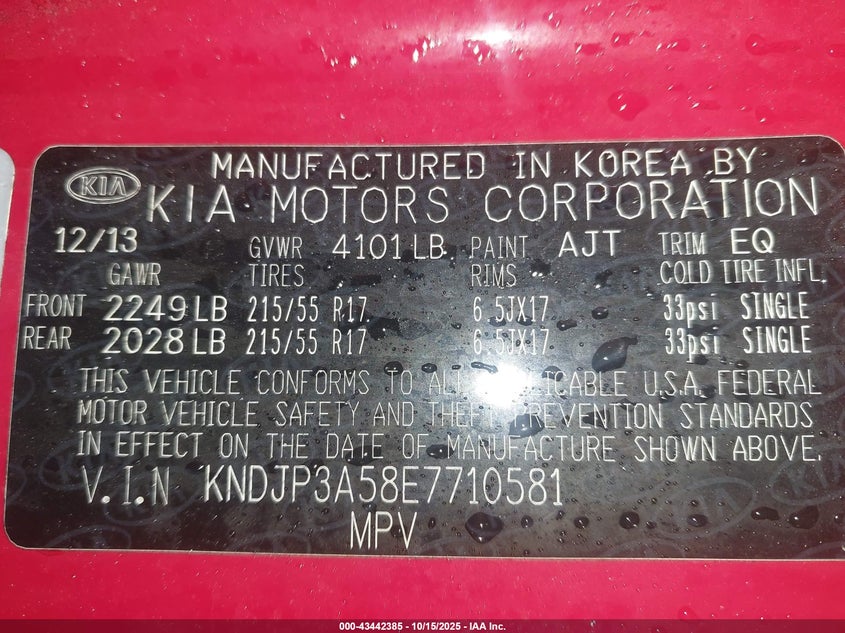 MANUFACTURED IN KOREA BY
KIA KIA MOTORS CORPORATION
12/13 GVWR 4101 LB PAINT AJT TRIM EQ
GAWR TIRES RIMS COLD TIRE INFL.
FRONT 2249 LB 215/55 R17 6.5JX17 33psi SINGLE
REAR 2028 LB 215/55 R17 6.5JX17 33psi SINGLE
THIS VEHICLE CONFORMS TO ALL APPLICABLE U.S.A. FEDERAL
MOTOR VEHICLE SAFETY AND THEFT PREVENTION STANDARDS
IN EFFECT ON THE DATE OF MANUFACTURE SHOWN ABOVE.
V.I.N KNDJP3A58E7710581
MPV
000-43442385 - 10/15/2025 - IAA Inc.